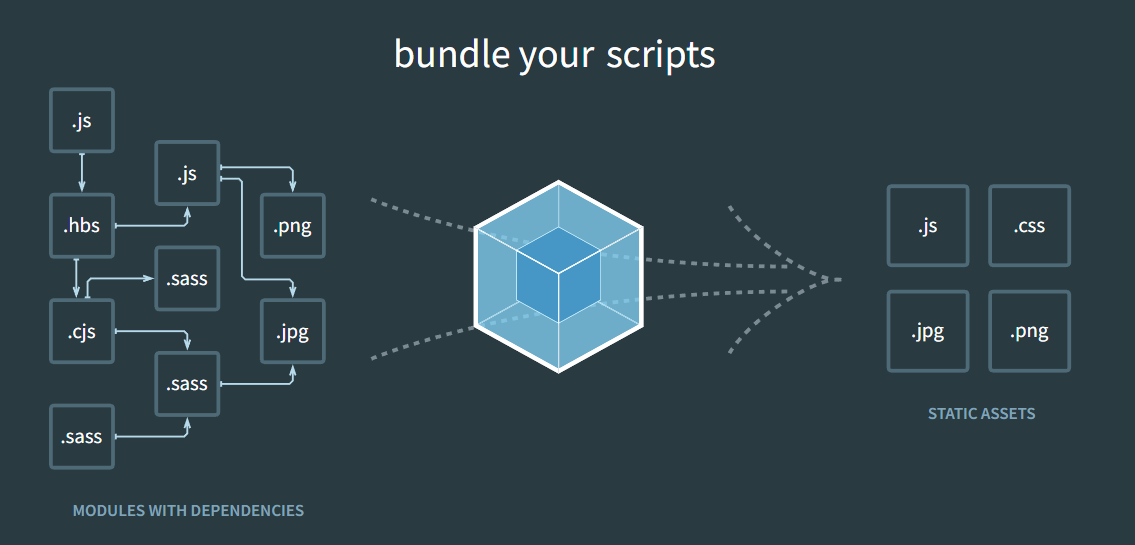 bundle your scripts
.js
.js
.hbs
.png
.sass
.cjs
.jpg
.sass
.sass
MODULES WITH DEPENDENCIES
.js
.css
.jpg
.png
STATIC ASSETS